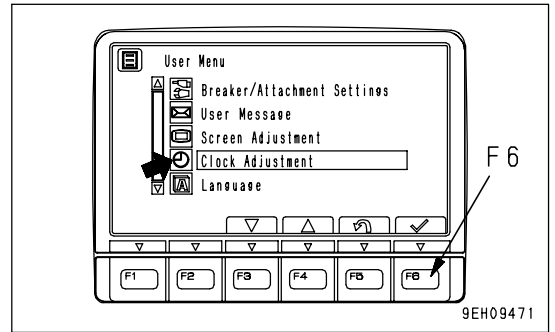 User Menu
Breaker/Attachment Settings
User Message
Screen Adjustment
Clock Adjustment
A Language
F6
F1 F2 F3 F4 F5 F6
9EH09471